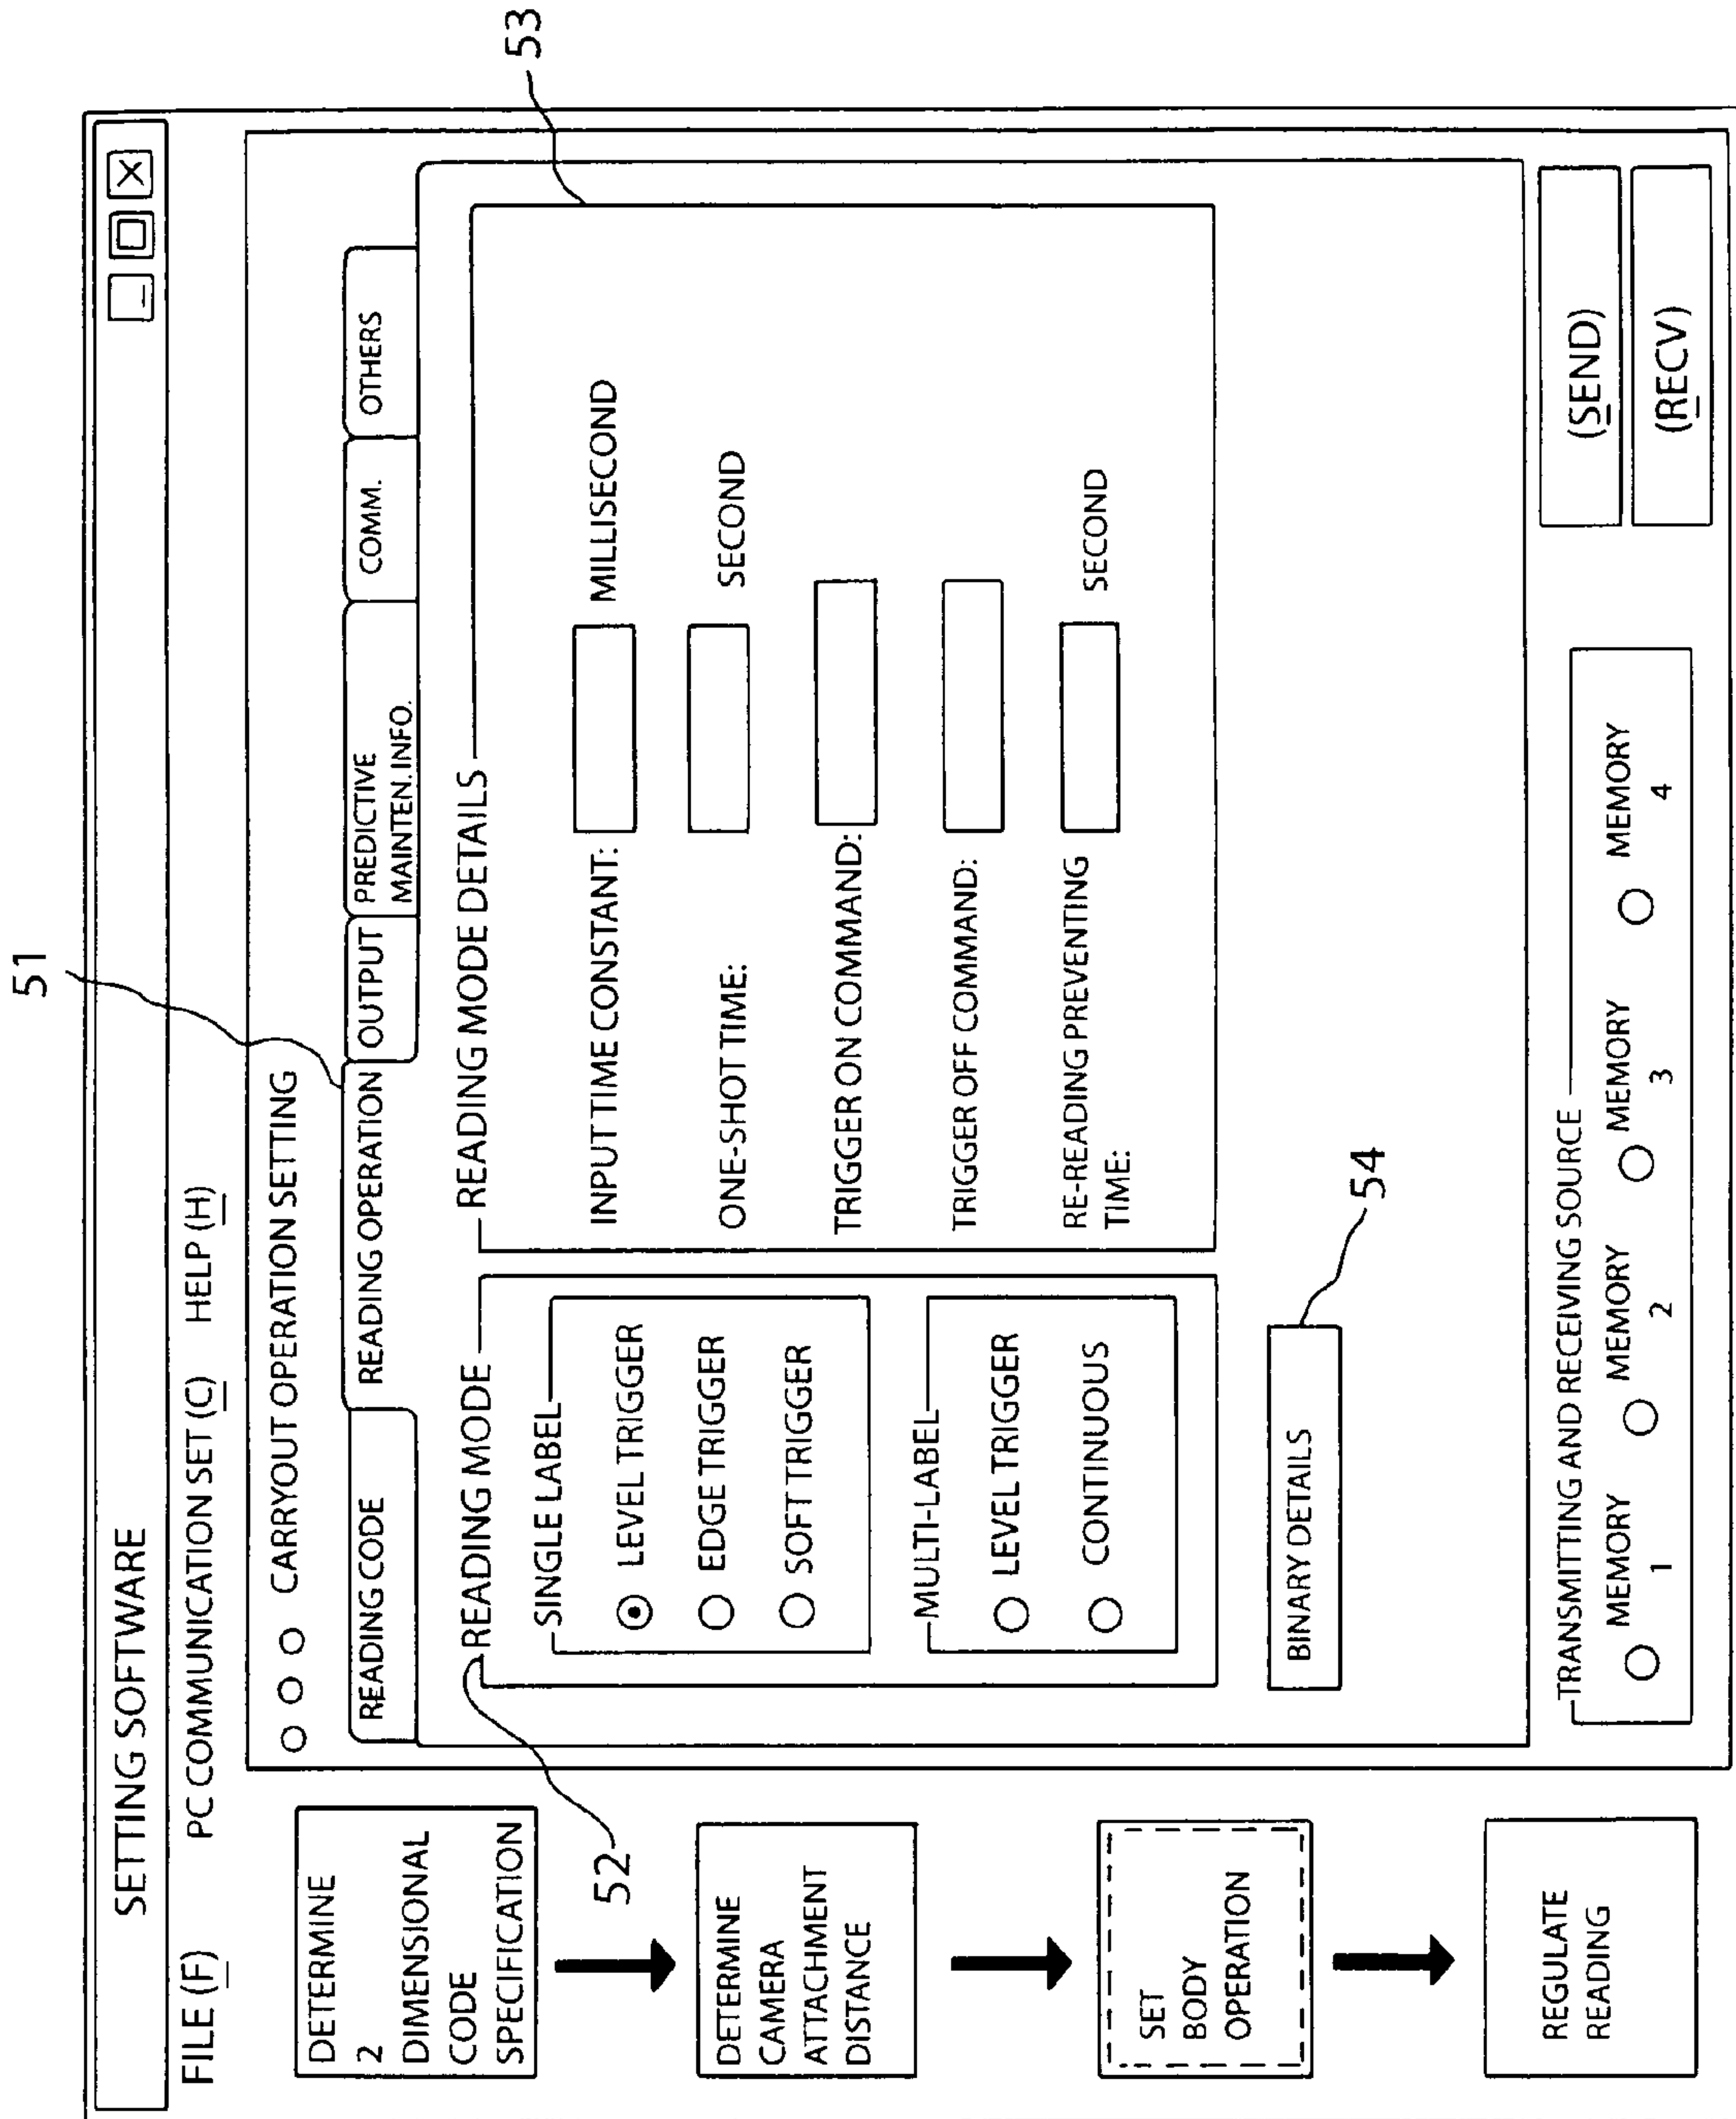 51
53
SETTING SOFTWARE
FILE (F) PC COMMUNICATION SET (C) HELP (H)
CARRYOUT OPERATION SETTING
READING CODE READING OPERATION OUTPUT PREDICTIVE
MAINTEN.INFO. COMM. OTHERS
DETERMINE
2
DIMENSIONAL
CODE
SPECIFICATION
52
DETERMINE
CAMERA
ATTACHMENT
DISTANCE
SET
BODY
OPERATION
REGULATE
READING
READING MODE
SINGLE LABEL
LEVEL TRIGGER
EDGE TRIGGER
SOFT TRIGGER
MULTI-LABEL
LEVEL TRIGGER
CONTINUOUS
BINARY DETAILS
54
READING MODE DETAILS
INPUT TIME CONSTANT: MILLISECOND
ONE-SHOT TIME: SECOND
TRIGGER ON COMMAND:
TRIGGER OFF COMMAND:
RE-READING PREVENTING
TIME: SECOND
TRANSMITTING AND RECEIVING SOURCE
MEMORY MEMORY MEMORY MEMORY
1 2 3 4
(SEND)
(RECV)